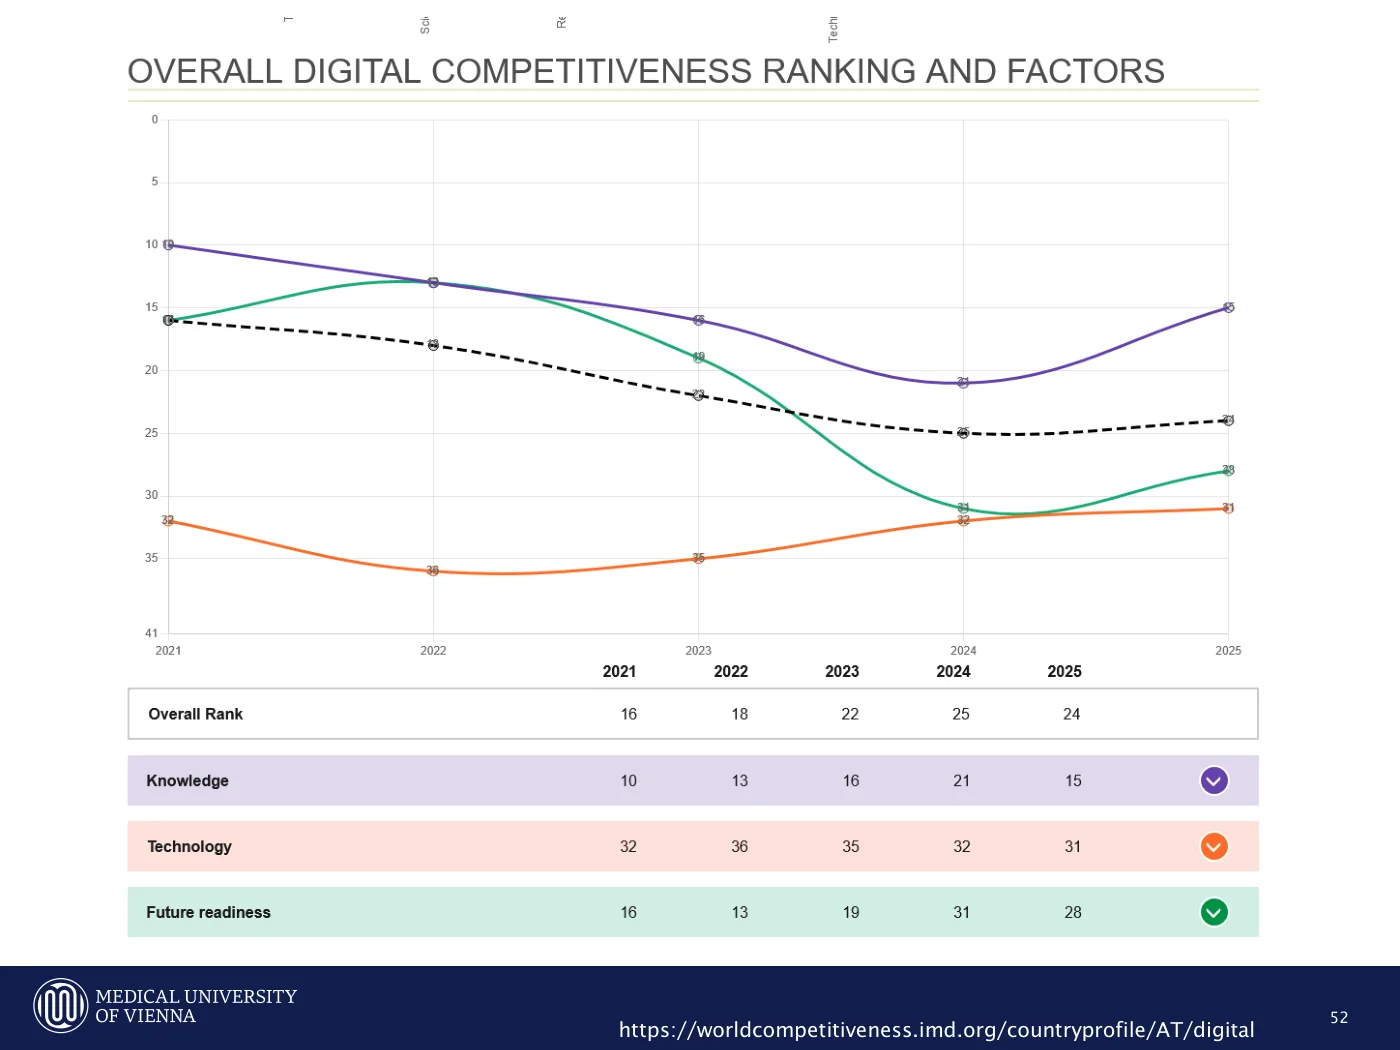 OVERALL DIGITAL COMPETITIVENESS RANKING AND FACTORS
0
5
10
15
20
25
30
35
41
2021 2022 2023 2024 2025
2021 2022 2023 2024 2025
Overall Rank 16 18 22 25 24
Knowledge 10 13 16 21 15
Technology 32 36 35 32 31
Future readiness 16 13 19 31 28
MEDICAL UNIVERSITY
OF VIENNA
https://worldcompetitiveness.imd.org/countryprofile/AT/digital
52